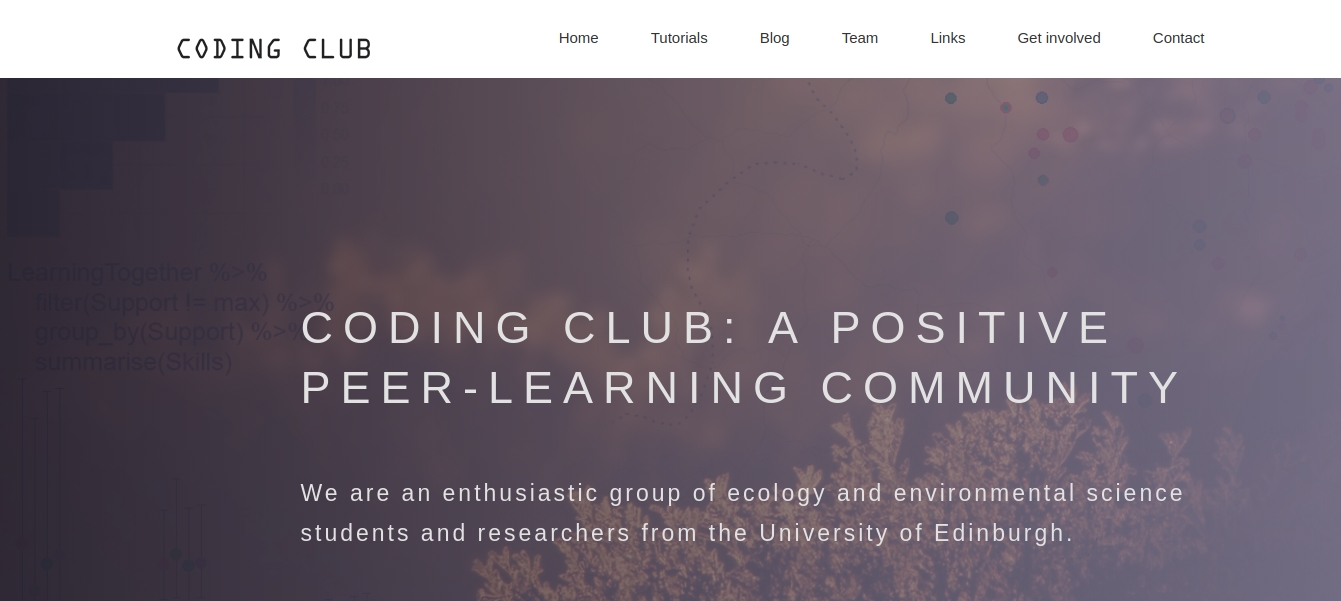 CODING CLUB
Home Tutorials Blog Team Links Get involved Contact
LearningTogether %>%
filter(Support != max) %>%
group_by(Support) %>%
summarise(Skills)
CODING CLUB: A POSITIVE
PEER-LEARNING COMMUNITY
We are an enthusiastic group of ecology and environmental science
students and researchers from the University of Edinburgh.